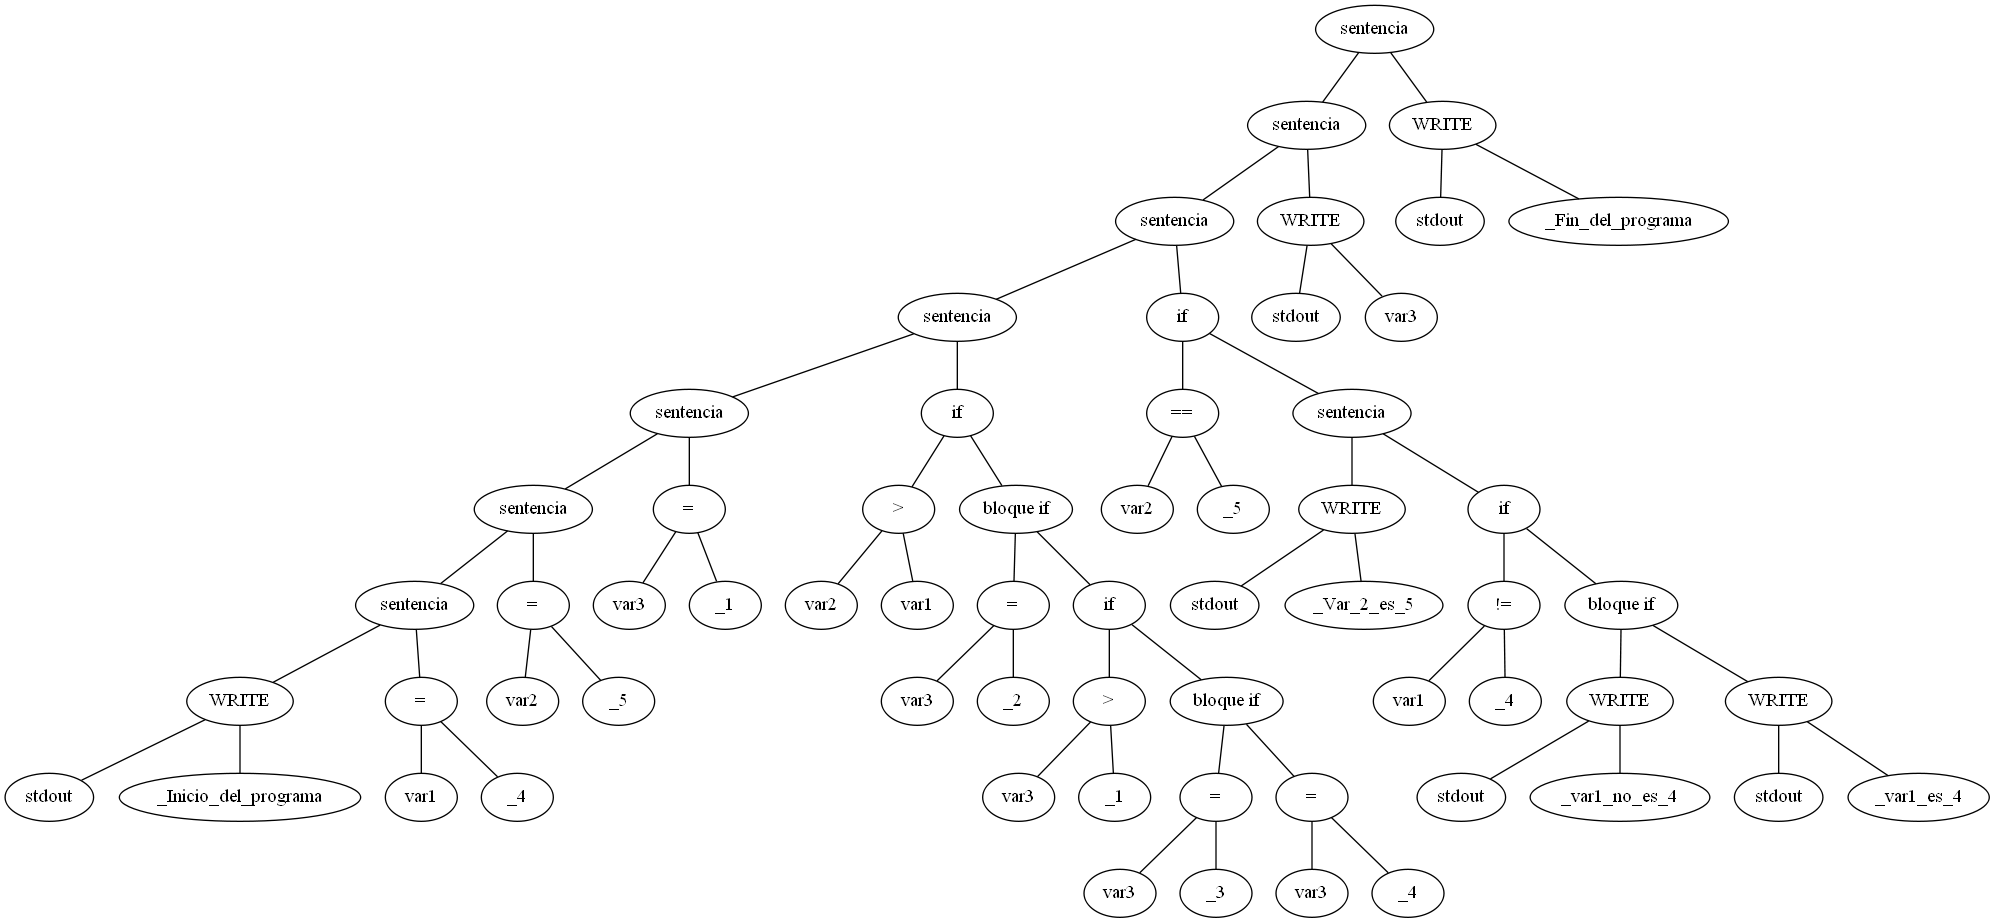 sentencia
sentencia WRITE
sentencia WRITE stdout _Fin_del_programa
sentencia if stdout var3
sentencia if == sentencia
sentencia = > bloque if var2 _5 WRITE if
sentencia = var3 _1 var2 var1 = if stdout _Var_2_es_5 != bloque if
WRITE = var2 _5 var3 _2 > bloque if var1 _4 WRITE WRITE
stdout _Inicio_del_programa var1 _4 var3 _1 = = stdout _var1_no_es_4 stdout _var1_es_4
var3 _3 var3 _4